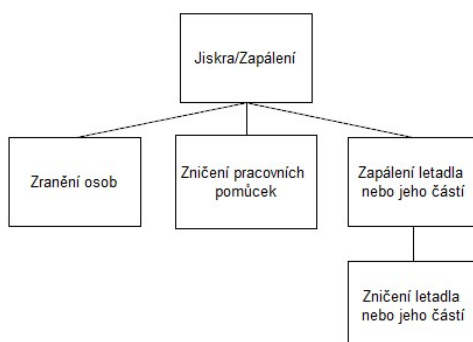 Jiskra/Zapálení
Zranění osob
Zničení pracovních
pomůcek
Zapálení letadla
nebo jeho částí
Zničení letadla
nebo jeho částí